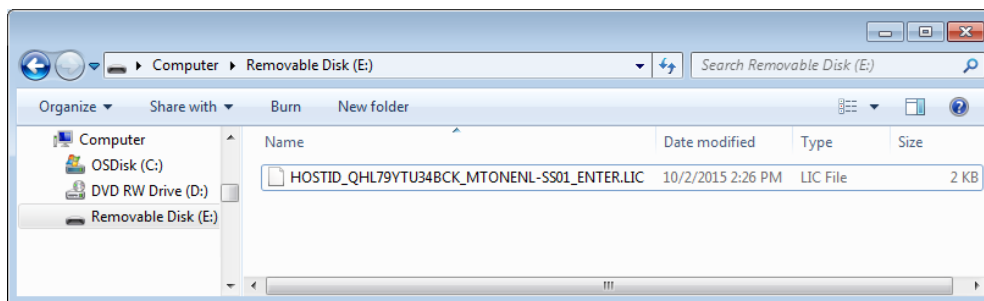 Computer Removable Disk (E:) Search Removable Disk (E:)
Organize Share with Burn New folder
Computer
OSDisk (C:)
DVD RW Drive (D:)
Removable Disk (E:)
Name Date modified Type Size
HOSTID_QHL79YTU34BCK_MTONENL-SS01_ENTER.LIC 10/2/2015 2:26 PM LIC File 2 KB